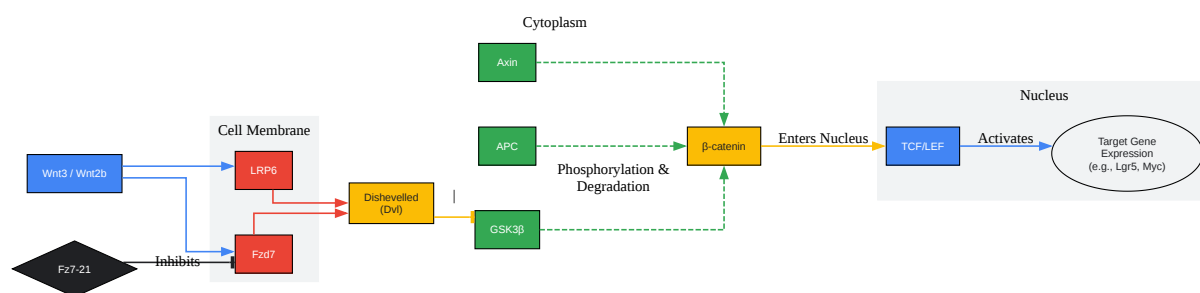 Cytoplasm
Axin
Nucleus
Cell Membrane
Wnt3 / Wnt2b
LRP6
APC
β-catenin
Enters Nucleus
TCF/LEF
Activates
Target Gene
Expression
(e.g., Lgr5, Myc)
Phosphorylation &
Degradation
Dishevelled
(Dvl)
GSK3β
Fz7-21
Inhibits
Fzd7